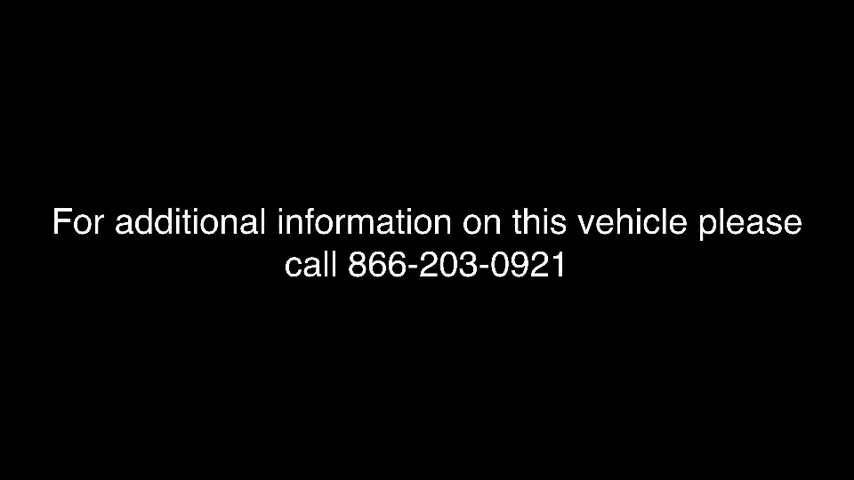 For additional information on this vehicle please
call 866-203-0921